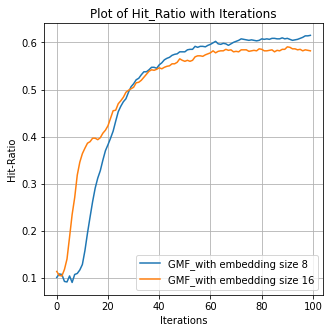 Plot of Hit_Ratio with Iterations
Hit-Ratio
0.6
0.5
0.4
0.3
0.2
0.1
GMF_with embedding size 8
GMF_with embedding size 16
0 20 40 60 80 100
Iterations